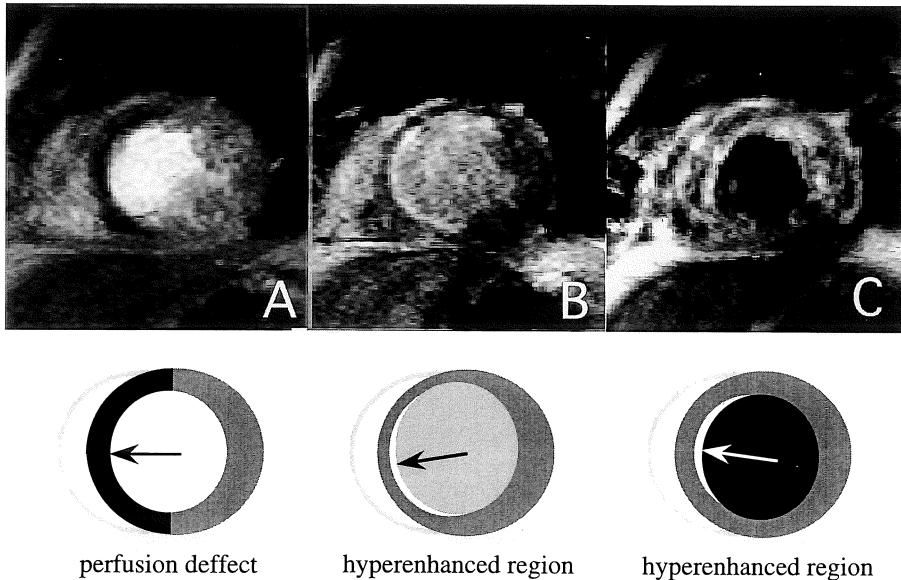 A
B
C
perfusion deffect
hyperenhanced region
hyperenhanced region